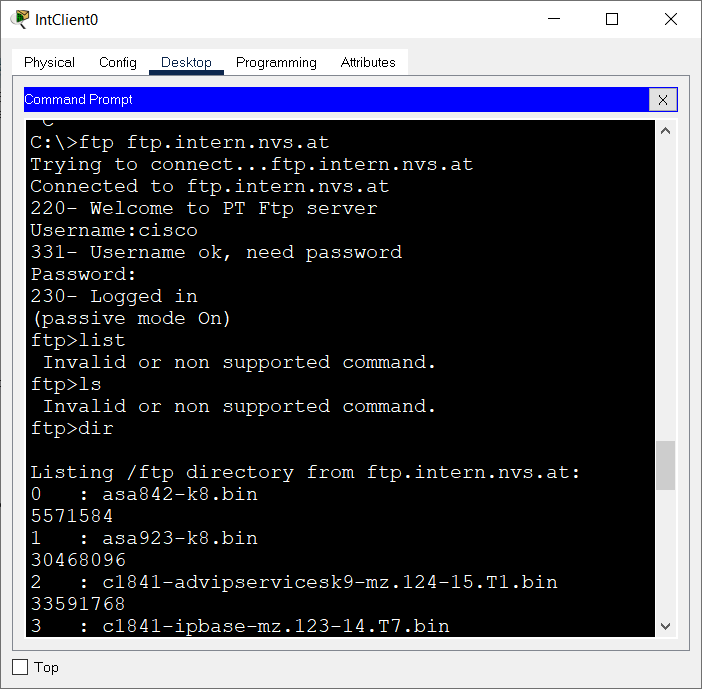 IntClient0
Physical Config Desktop Programming Attributes
Command Prompt X
^C
C:\>ftp ftp.intern.nvs.at
Trying to connect...ftp.intern.nvs.at
Connected to ftp.intern.nvs.at
220- Welcome to PT Ftp server
Username:cisco
331- Username ok, need password
Password:
230- Logged in
(passive mode On)
ftp>list
 Invalid or non supported command.
ftp>ls
 Invalid or non supported command.
ftp>dir
Listing /ftp directory from ftp.intern.nvs.at:
0   : asa842-k8.bin
5571584
1   : asa923-k8.bin
30468096
2   : c1841-advipservicesk9-mz.124-15.T1.bin
33591768
3   : c1841-ipbase-mz.123-14.T7.bin
Top